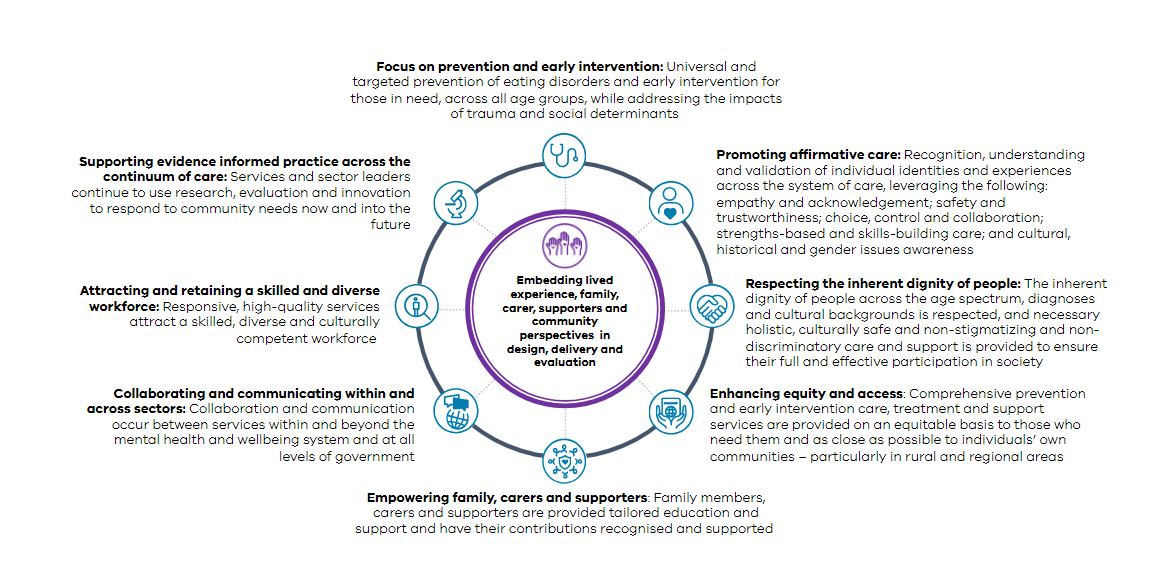 Focus on prevention and early intervention: Universal and
targeted prevention of eating disorders and early intervention for
those in need, across all age groups, while addressing the impacts
of trauma and social determinants
Promoting affirmative care: Recognition, understanding
and validation of individual identities and experiences
across the system of care, leveraging the following:
empathy and acknowledgement; safety and
trustworthiness; choice, control and collaboration;
strengths-based and skills-building care; and cultural,
historical and gender issues awareness
Respecting the inherent dignity of people: The inherent
dignity of people across the age spectrum, diagnoses
and cultural backgrounds is respected, and necessary
holistic, culturally safe and non-stigmatizing and non-
discriminatory care and support is provided to ensure
their full and effective participation in society
Enhancing equity and access: Comprehensive prevention
and early intervention care, treatment and support
services are provided on an equitable basis to those who
need them and as close as possible to individuals' own
communities – particularly in rural and regional areas
Empowering family, carers and supporters: Family members,
carers and supporters are provided tailored education and
support and have their contributions recognised and supported
Collaborating and communicating within and
across sectors: Collaboration and communication
occur between services within and beyond the
mental health and wellbeing system and at all
levels of government
Attracting and retaining a skilled and diverse
workforce: Responsive, high-quality services
attract a skilled, diverse and culturally
competent workforce
Supporting evidence informed practice across the
continuum of care: Services and sector leaders
continue to use research, evaluation and innovation
to respond to community needs now and into the
future
Embedding lived
experience, family,
carer, supporters and
community
perspectives in
design, delivery and
evaluation